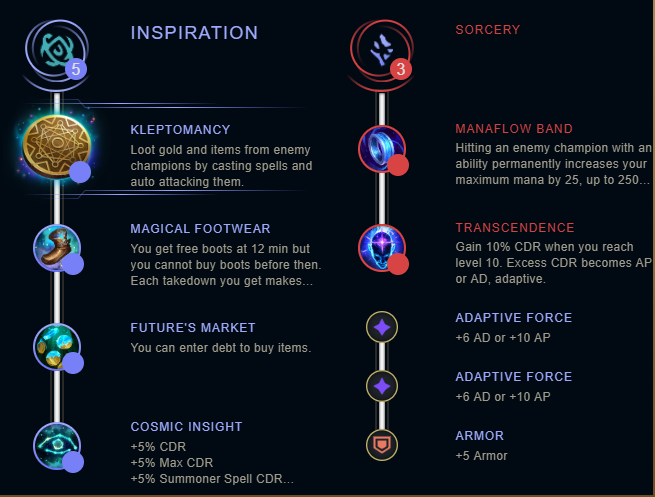 INSPIRATION
5
KLEPTOMANCY
Loot gold and items from enemy
champions by casting spells and
auto attacking them.
MAGICAL FOOTWEAR
You get free boots at 12 min but
you cannot buy boots before then.
Each takedown you get makes...
FUTURE'S MARKET
You can enter debt to buy items.
COSMIC INSIGHT
+5% CDR
+5% Max CDR
+5% Summoner Spell CDR...
SORCERY
3
MANAFLOW BAND
Hitting an enemy champion with an
ability permanently increases your
maximum mana by 25, up to 250...
TRANSCENDENCE
Gain 10% CDR when you reach
level 10. Excess CDR becomes AP
or AD, adaptive.
ADAPTIVE FORCE
+6 AD or +10 AP
ADAPTIVE FORCE
+6 AD or +10 AP
ARMOR
+5 Armor